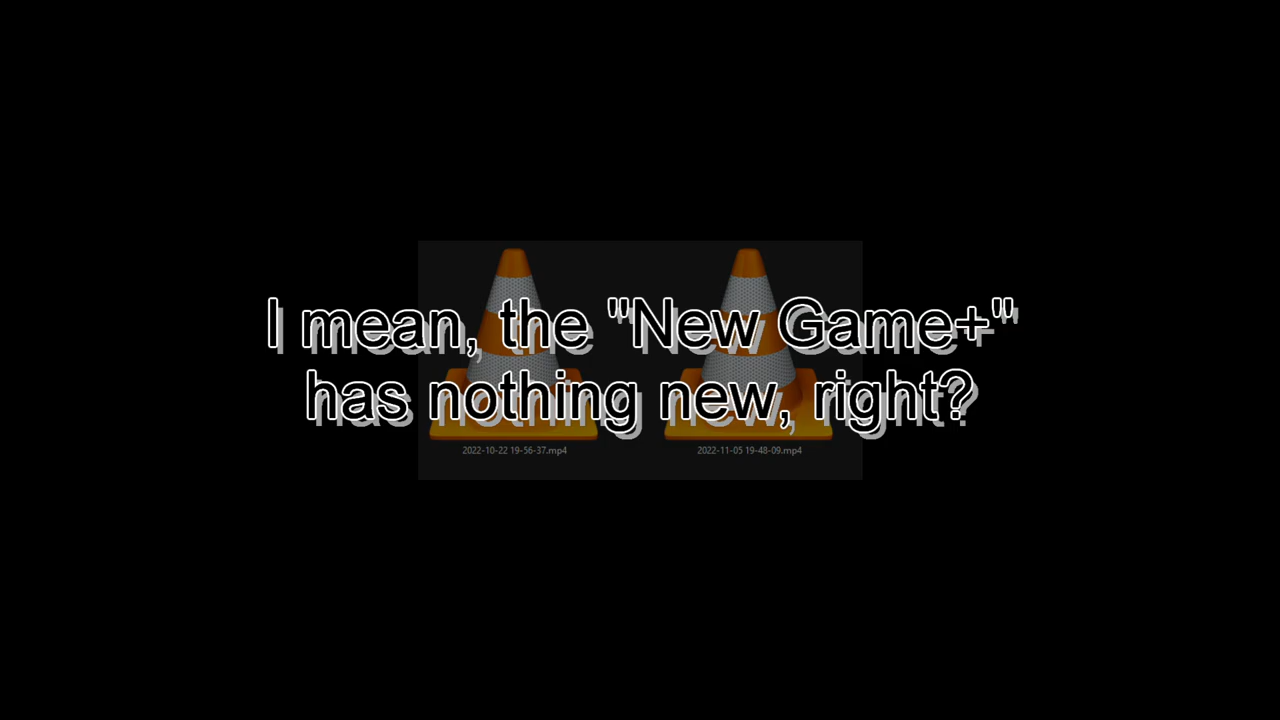 I mean, the "New Game+"
has nothing new, right?
2022-10-22 19-56-37.mp4
2022-11-05 19-48-09.mp4